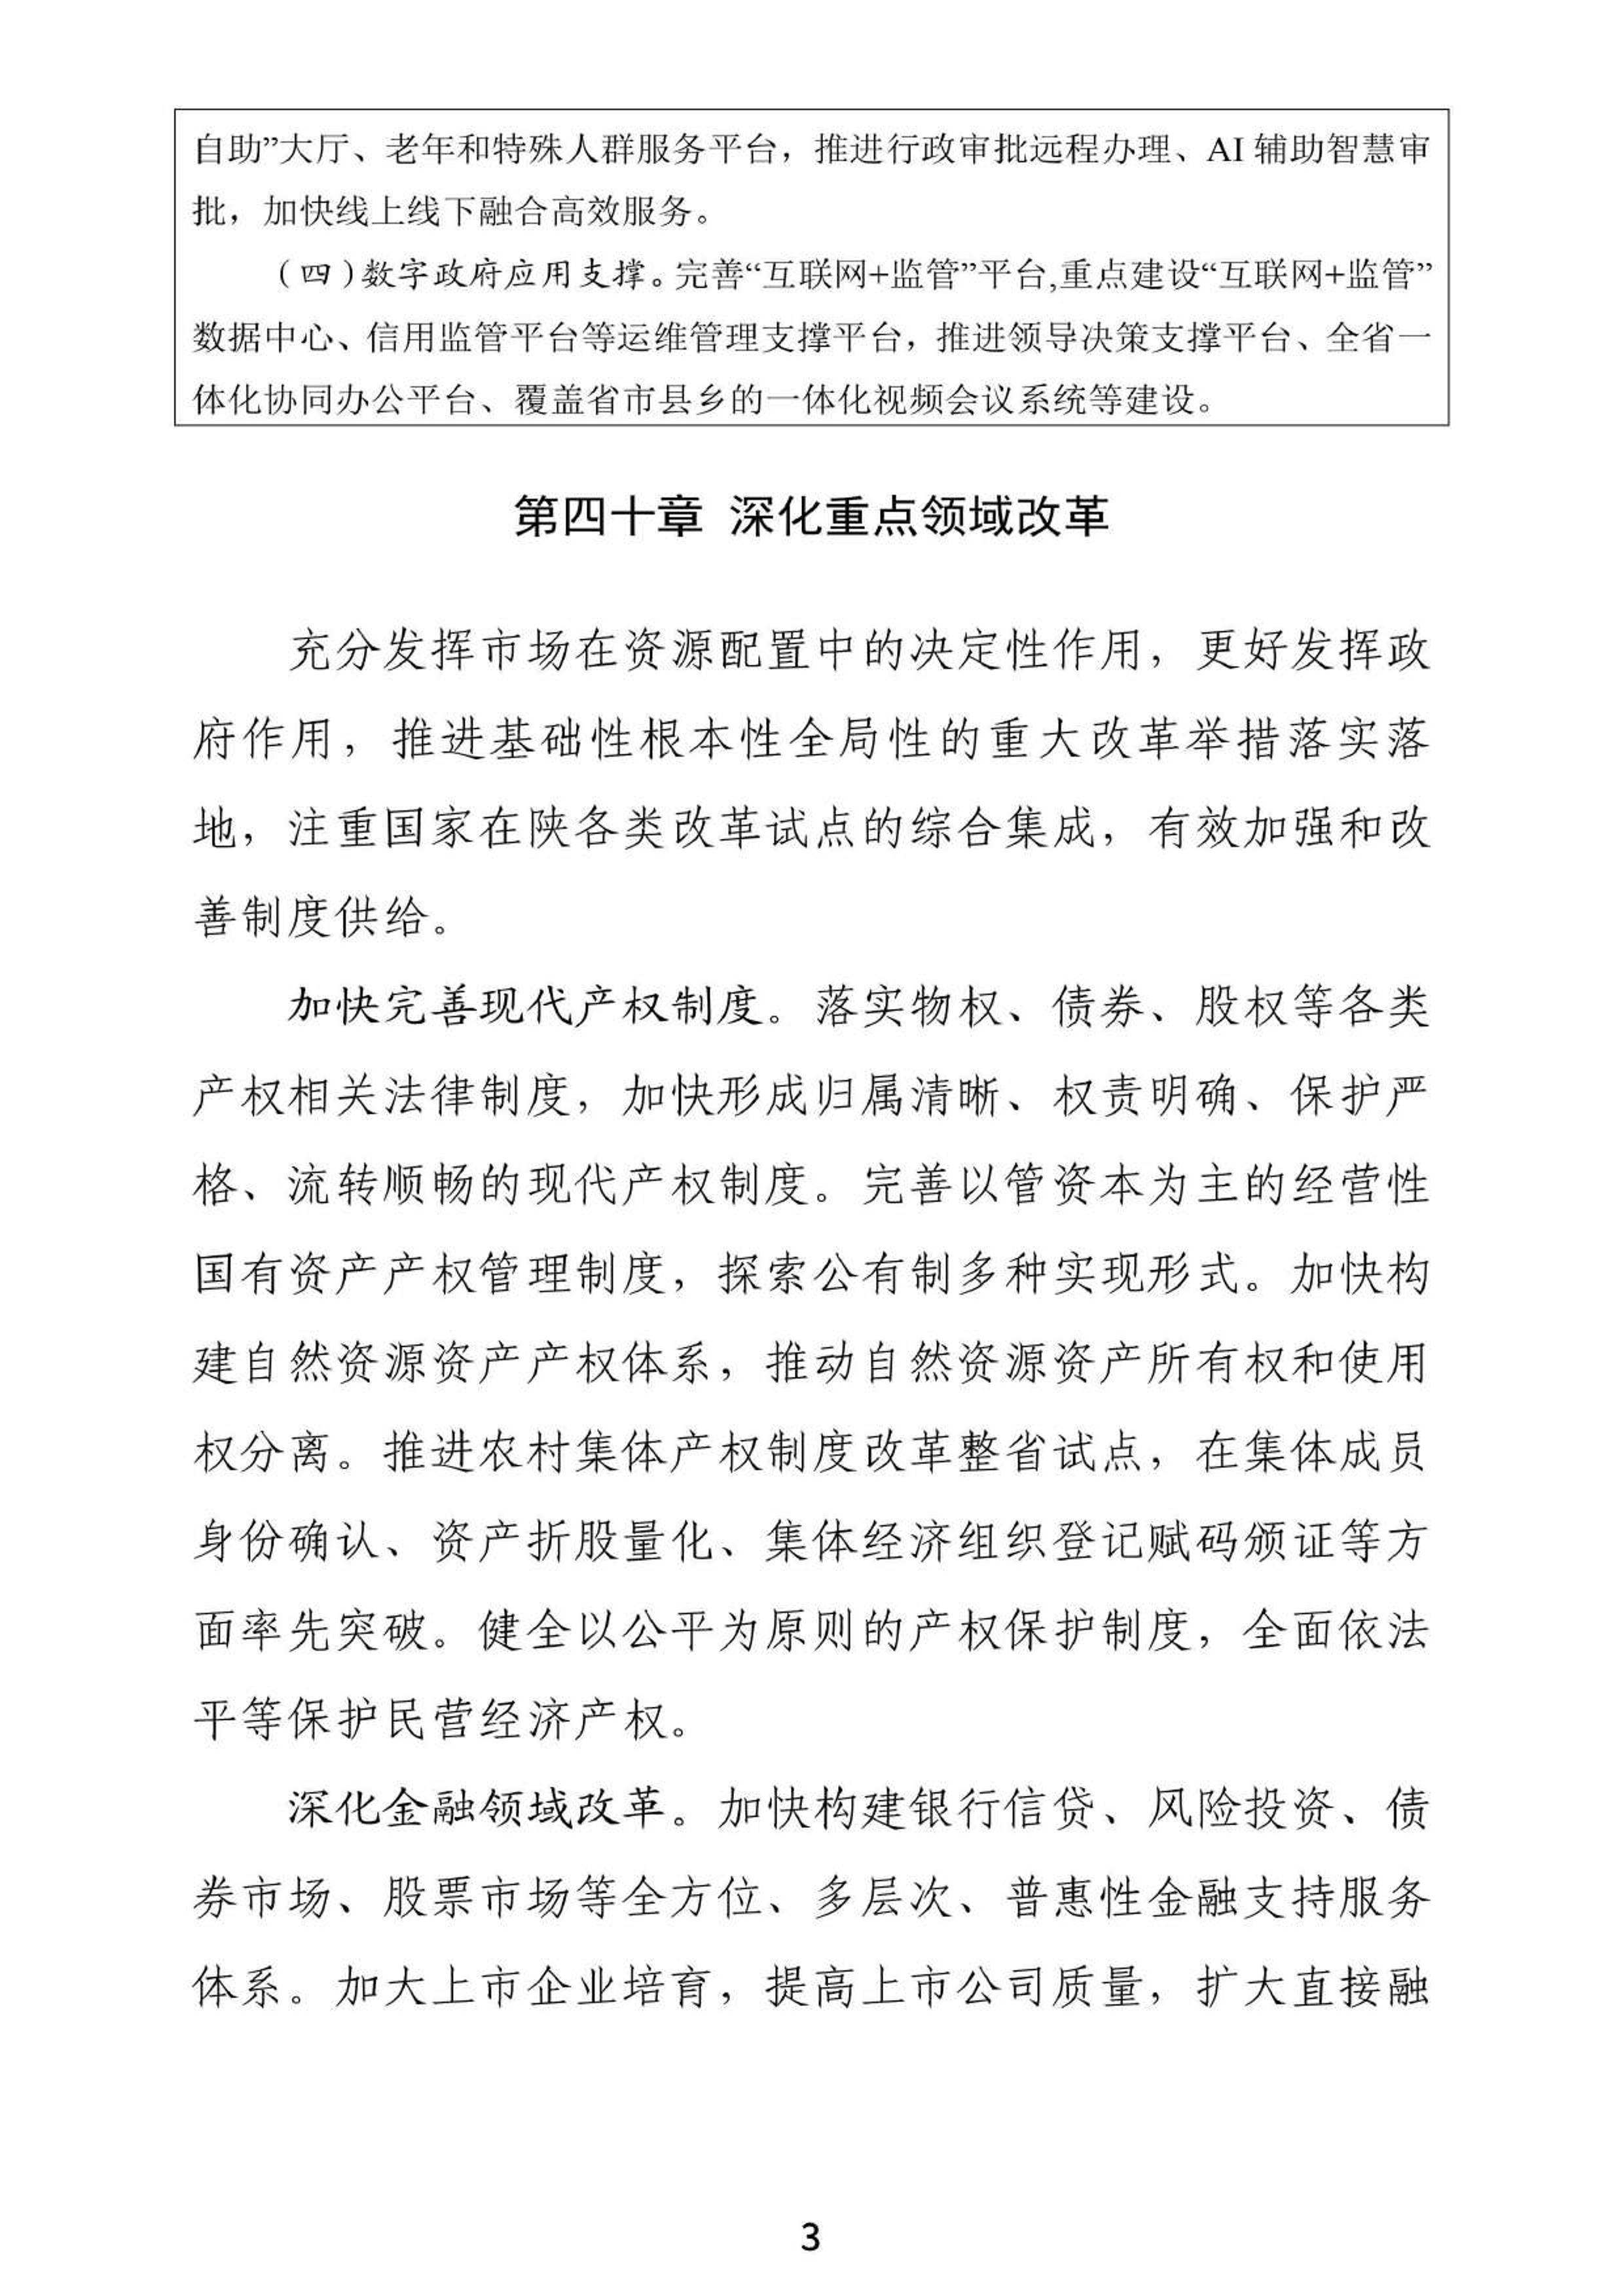 自助”大厅、老年和特殊人群服务平台，推进行政审批远程办理、AI 辅助智慧审
批，加快线上线下融合高效服务。
（四）数字政府应用支撑。完善“互联网+监管”平台,重点建设“互联网+监管”
数据中心、信用监管平台等运维管理支撑平台，推进领导决策支撑平台、全省一
体化协同办公平台、覆盖省市县乡的一体化视频会议系统等建设。
第四十章 深化重点领域改革
充分发挥市场在资源配置中的决定性作用，更好发挥政
府作用，推进基础性根本性全局性的重大改革举措落实落
地，注重国家在陕各类改革试点的综合集成，有效加强和改
善制度供给。
加快完善现代产权制度。落实物权、债券、股权等各类
产权相关法律制度，加快形成归属清晰、权责明确、保护严
格、流转顺畅的现代产权制度。完善以管资本为主的经营性
国有资产产权管理制度，探索公有制多种实现形式。加快构
建自然资源资产产权体系，推动自然资源资产所有权和使用
权分离。推进农村集体产权制度改革整省试点，在集体成员
身份确认、资产折股量化、集体经济组织登记赋码颁证等方
面率先突破。健全以公平为原则的产权保护制度，全面依法
平等保护民营经济产权。
深化金融领域改革。加快构建银行信贷、风险投资、债
券市场、股票市场等全方位、多层次、普惠性金融支持服务
体系。加大上市企业培育，提高上市公司质量，扩大直接融
3